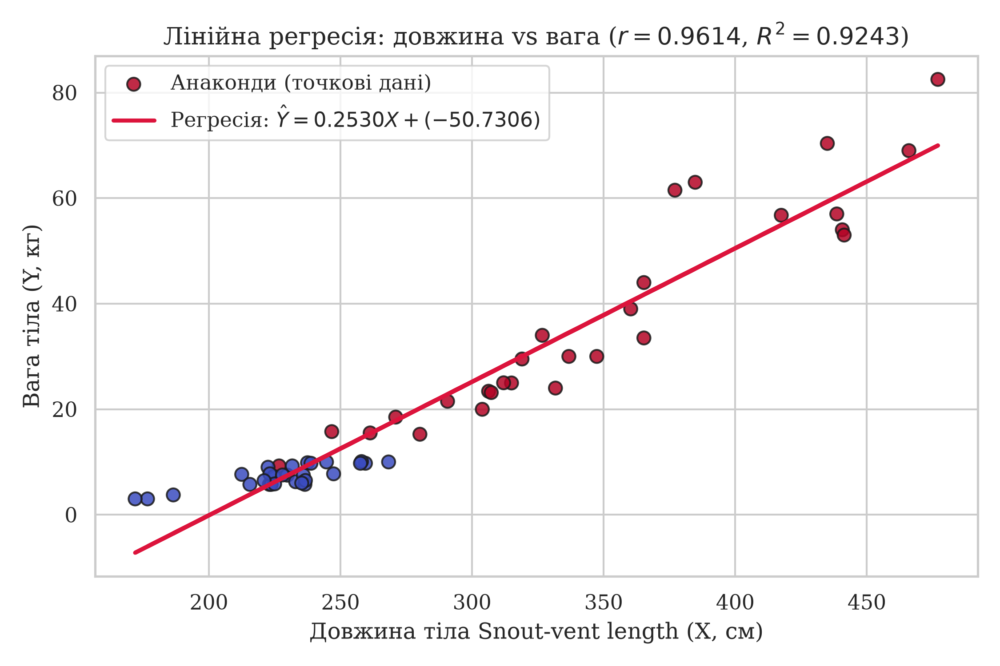 Лінійна регресія: довжина vs вага (r = 0.9614, R² = 0.9243)
Анаконди (точкові дані)
Регресія: Ŷ = 0.2530X + (−50.7306)
80
60
40
20
0
Вага тіла (Y, кг)
200 250 300 350 400 450
Довжина тіла Snout-vent length (X, см)